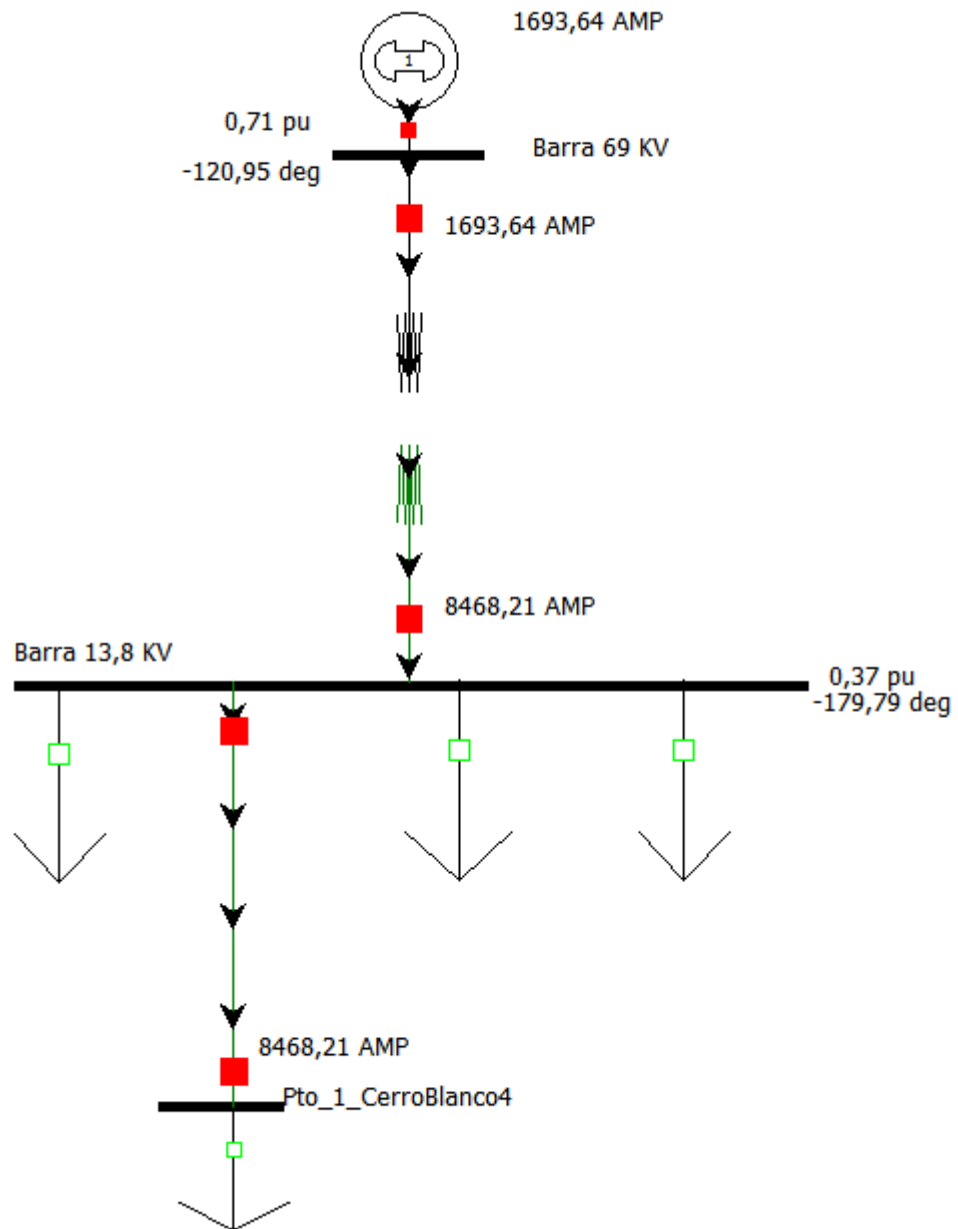 1693,64 AMP
1
0,71 pu
-120,95 deg
Barra 69 KV
1693,64 AMP
8468,21 AMP
Barra 13,8 KV
0,37 pu
-179,79 deg
8468,21 AMP
Pto_1_CerroBlanco4